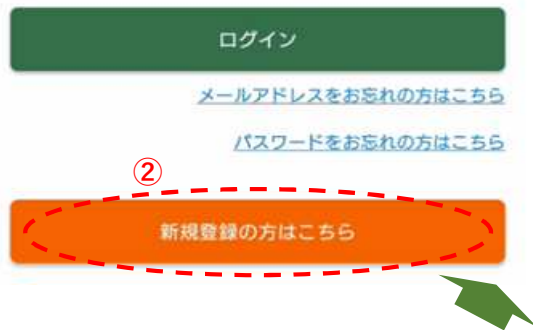 ログイン
メールアドレスをお忘れの方はこちら
パスワードをお忘れの方はこちら
②
新規登録の方はこちら